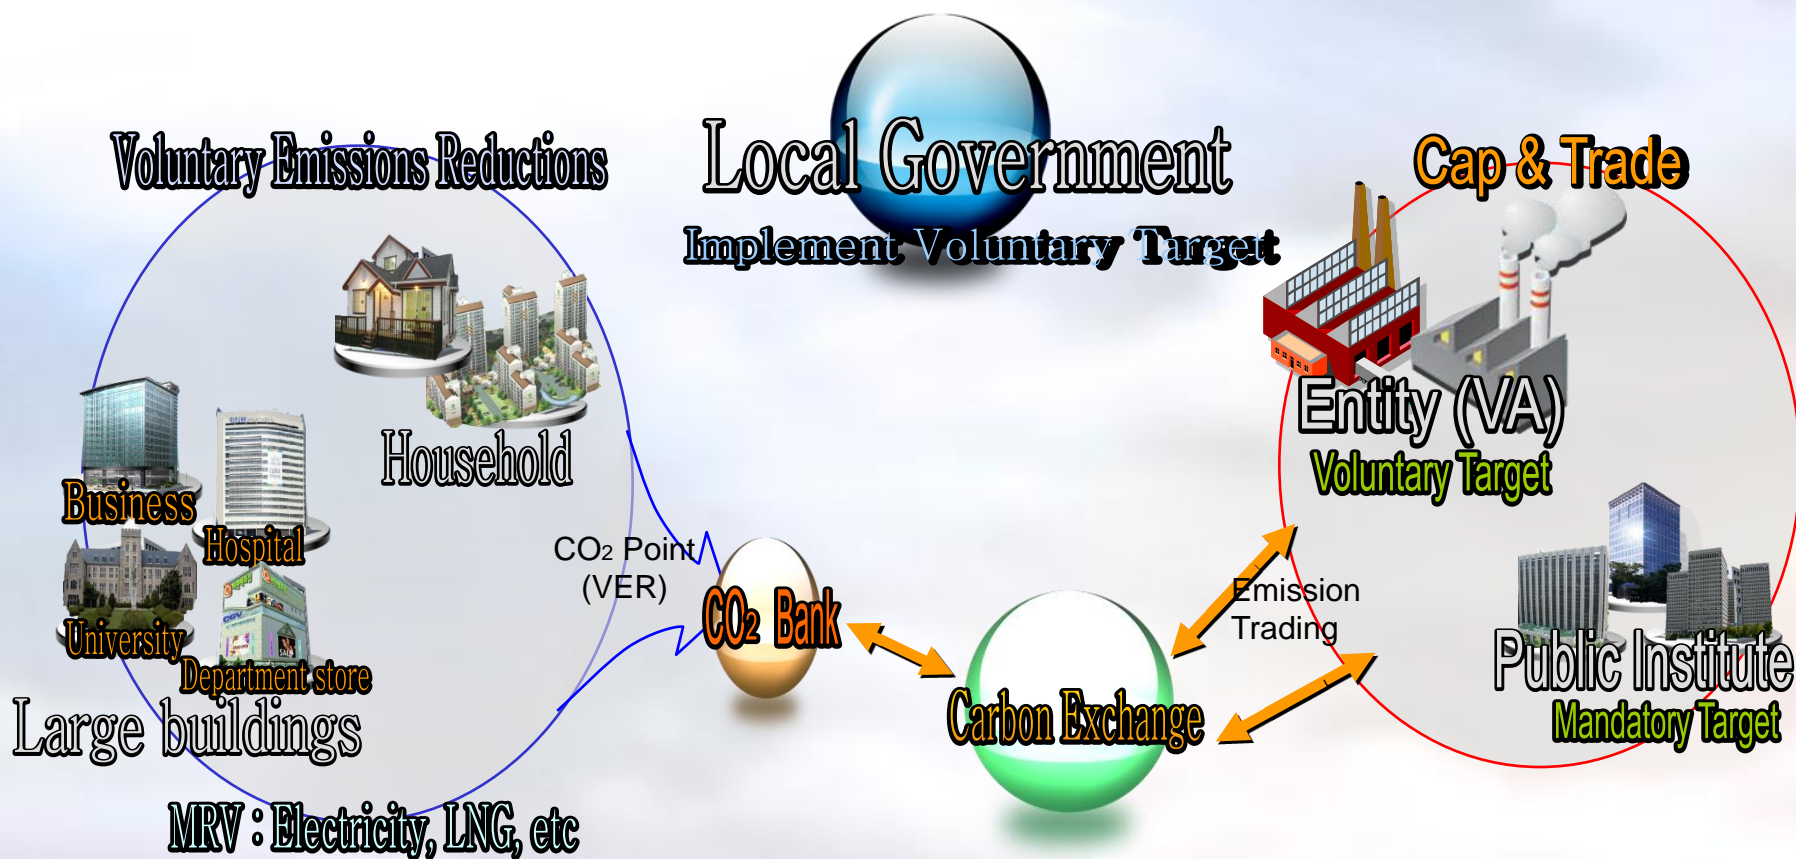 Local Government
Implement Voluntary Target
Voluntary Emissions Reductions
Household
Business
Hospital
University
Department store
Large buildings
MRV : Electricity, LNG, etc
CO2 Point
(VER)
CO2 Bank
Carbon Exchange
Emission
Trading
Cap & Trade
Entity (VA)
Voluntary Target
Public Institute
Mandatory Target